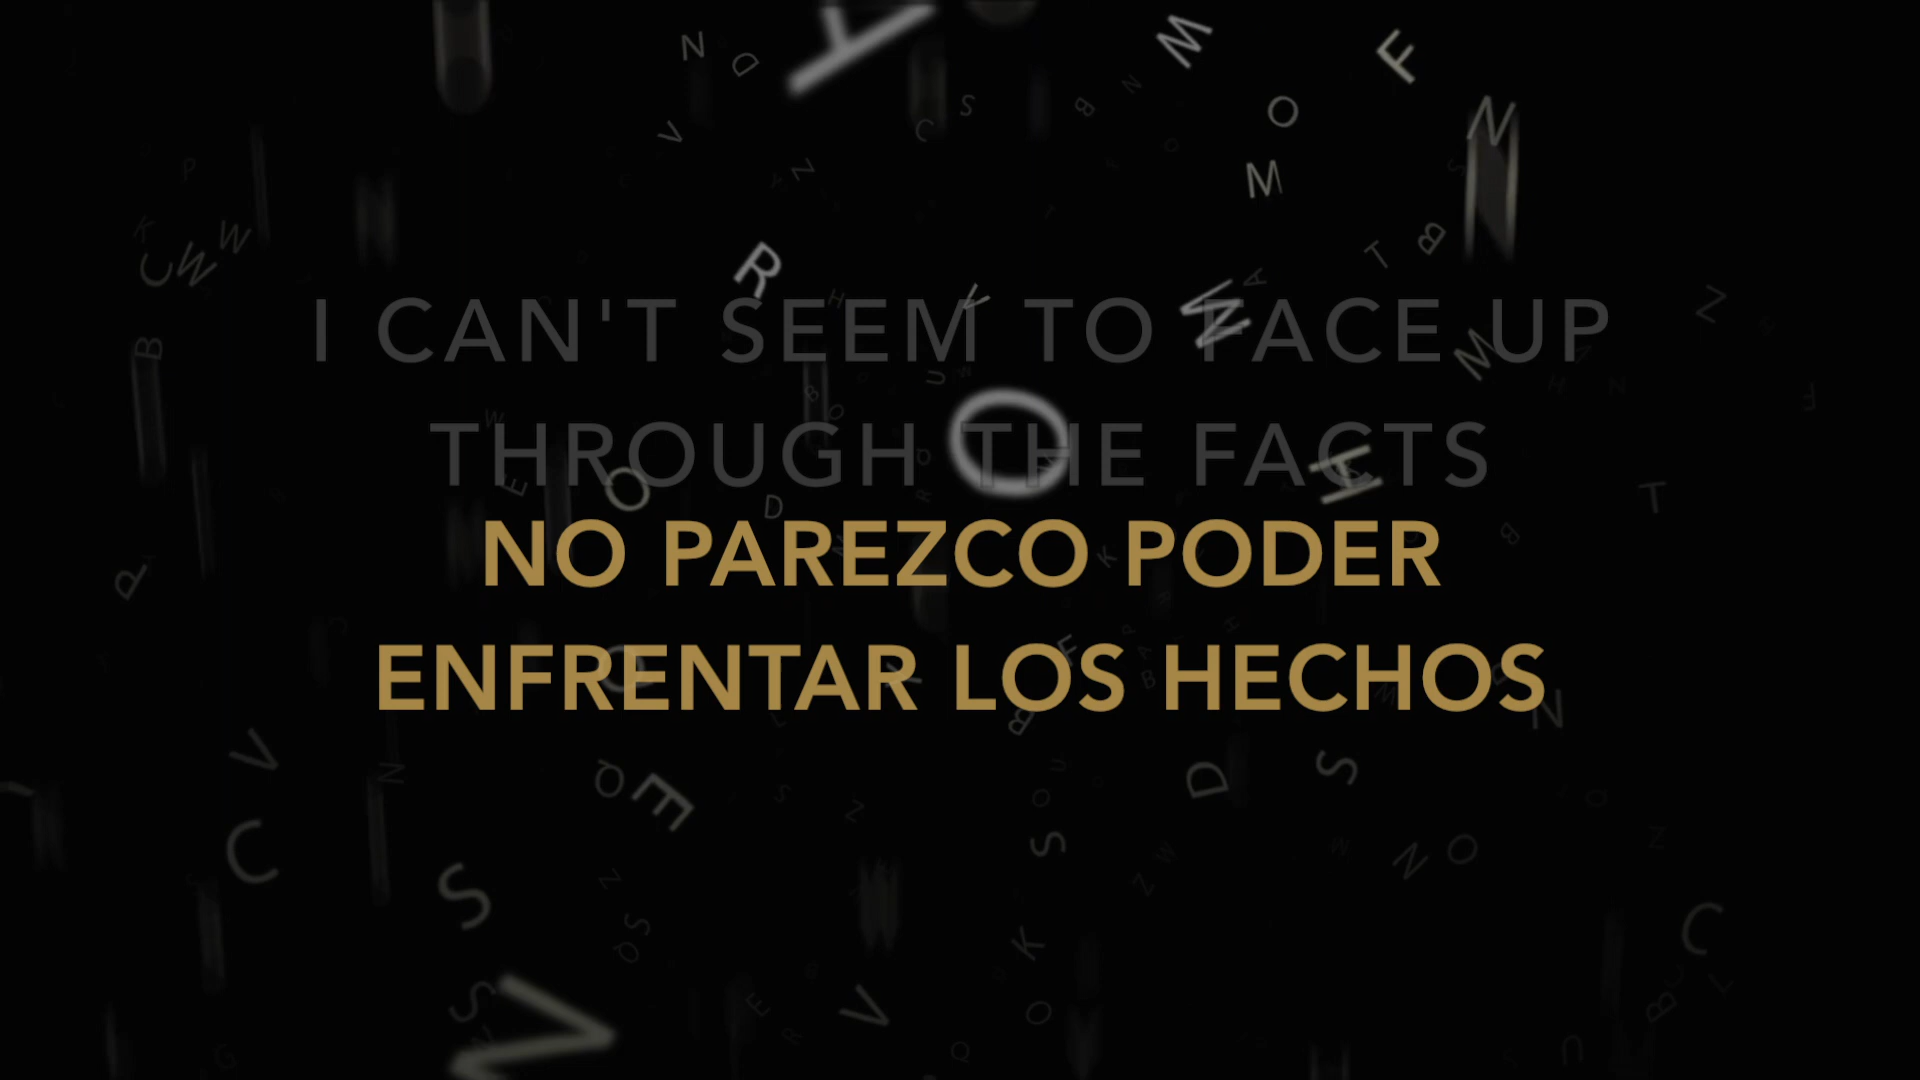 I CAN'T SEEM TO FACE UP
THROUGH THE FACTS
NO PAREZCO PODER
ENFRENTAR LOS HECHOS